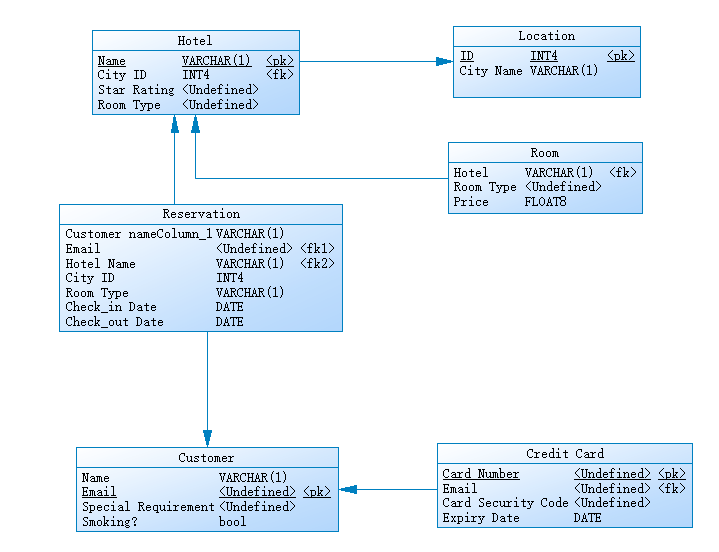 Hotel
Name VARCHAR(1) <pk>
City ID INT4 <fk>
Star Rating <Undefined>
Room Type <Undefined>
Location
ID INT4 <pk>
City Name VARCHAR(1)
Room
Hotel VARCHAR(1) <fk>
Room Type <Undefined>
Price FLOAT8
Reservation
Customer nameColumn_1 VARCHAR(1)
Email <Undefined> <fk1>
Hotel Name VARCHAR(1) <fk2>
City ID INT4
Room Type VARCHAR(1)
Check_in Date DATE
Check_out Date DATE
Customer
Name VARCHAR(1)
Email <Undefined> <pk>
Special Requirement <Undefined>
Smoking? bool
Credit Card
Card Number <Undefined> <pk>
Email <Undefined> <fk>
Card Security Code <Undefined>
Expiry Date DATE